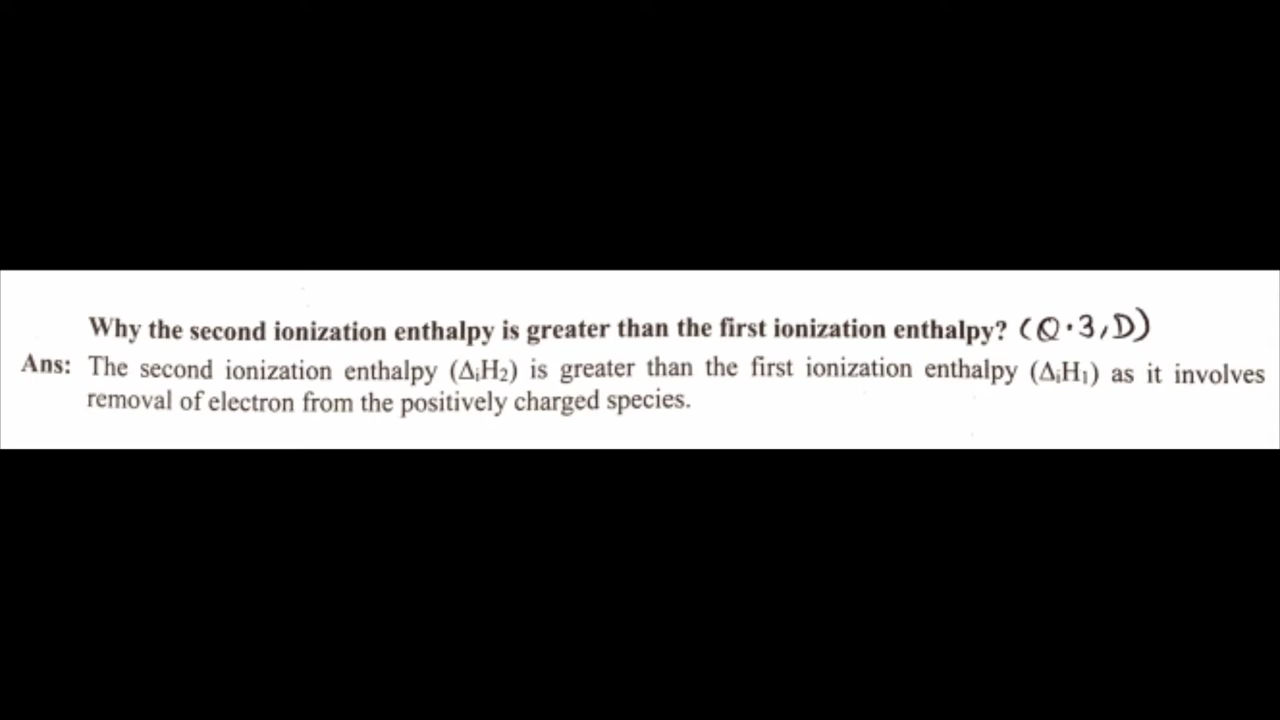 Why the second ionization enthalpy is greater than the first ionization enthalpy? (Q.3,D)
Ans: The second ionization enthalpy (ΔᵢH₂) is greater than the first ionization enthalpy (ΔᵢH₁) as it involves
removal of electron from the positively charged species.